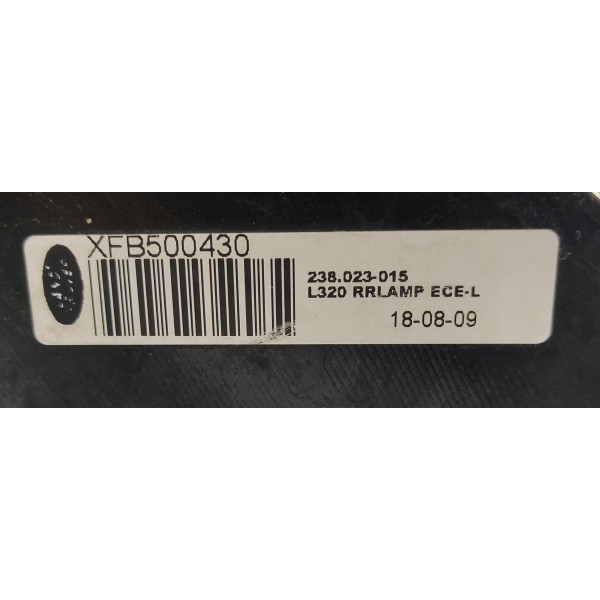 XFB500430
238.023-015
L320 RRLAMP ECE-L
18-08-09